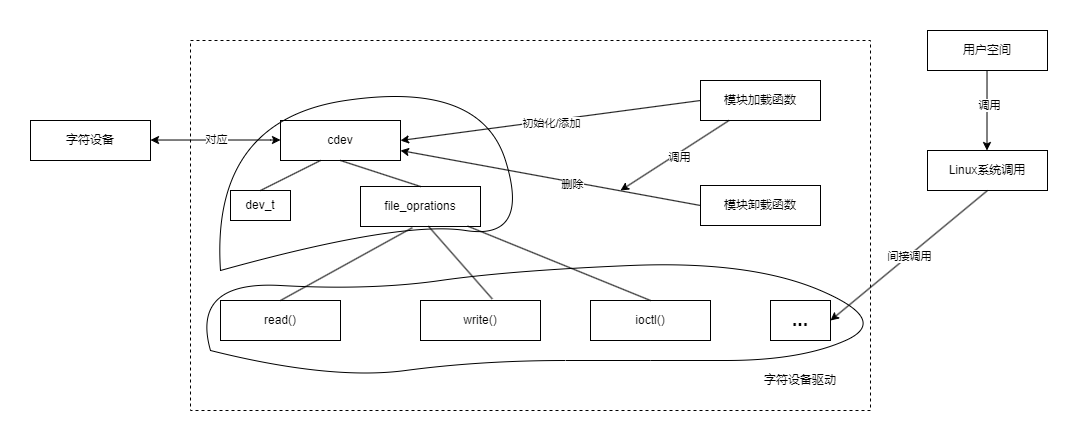 用户空间
调用
模块加载函数
初始化/添加
字符设备
对应
cdev
调用
Linux系统调用
删除
dev_t
file_oprations
模块卸载函数
间接调用
read()
write()
ioctl()
...
字符设备驱动